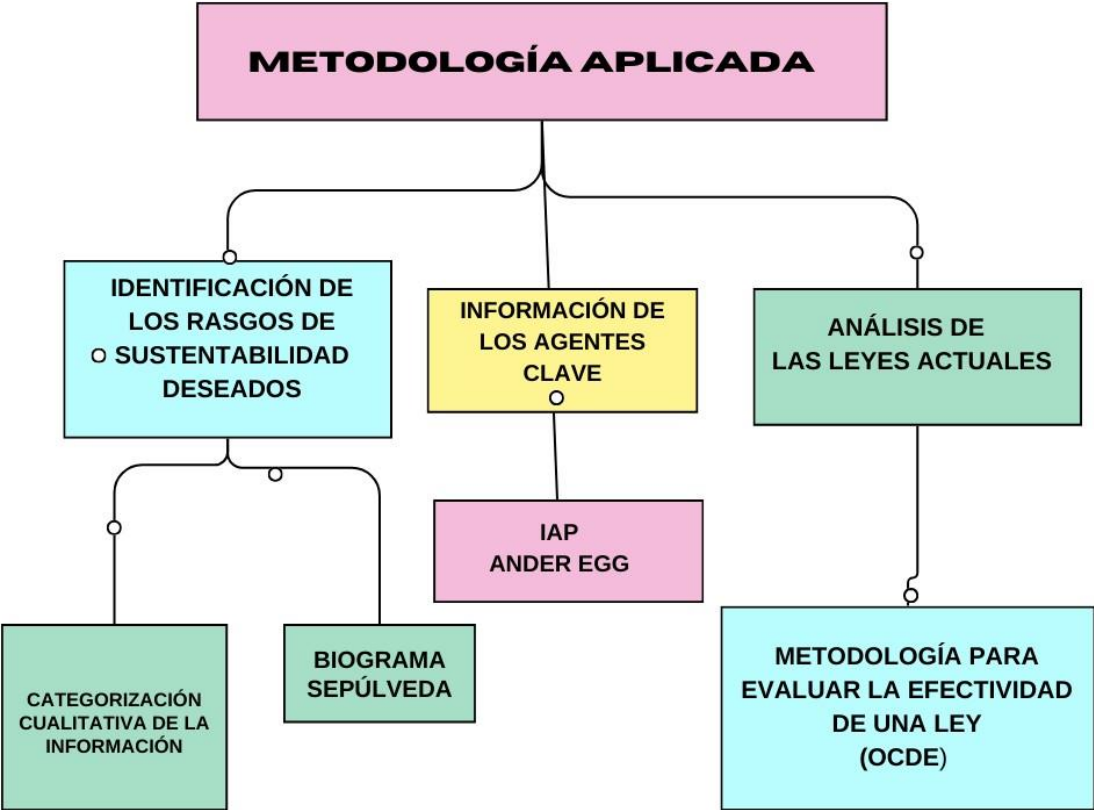 METODOLOGÍA APLICADA
IDENTIFICACIÓN DE
LOS RASGOS DE
SUSTENTABILIDAD
DESEADOS
INFORMACIÓN DE
LOS AGENTES
CLAVE
ANÁLISIS DE
LAS LEYES ACTUALES
CATEGORIZACIÓN
CUALITATIVA DE LA
INFORMACIÓN
BIOGRAMA
SEPÚLVEDA
IAP
ANDER EGG
METODOLOGÍA PARA
EVALUAR LA EFECTIVIDAD
DE UNA LEY
(OCDE)